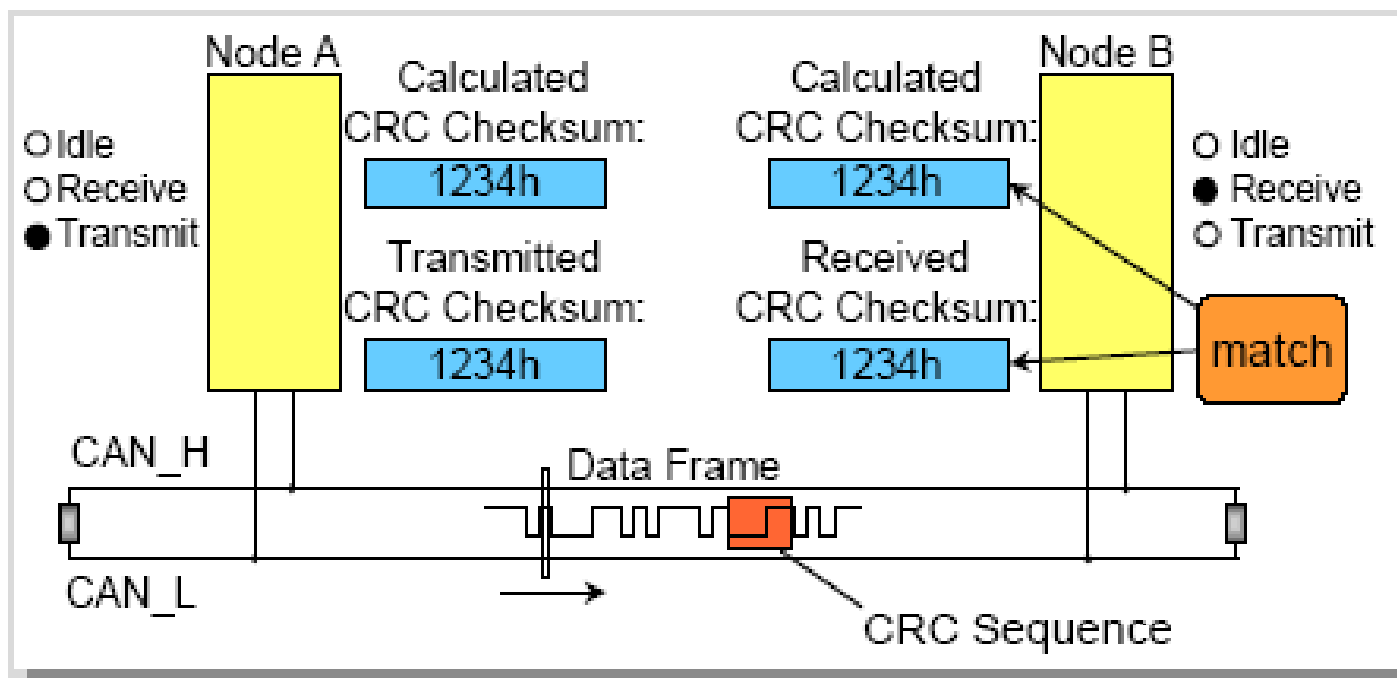 Node A
Calculated
CRC Checksum:
1234h
Transmitted
CRC Checksum:
1234h
Idle
Receive
Transmit
Calculated
CRC Checksum:
1234h
Received
CRC Checksum:
1234h
Node B
Idle
Receive
Transmit
match
CAN_H
Data Frame
CAN_L
CRC Sequence